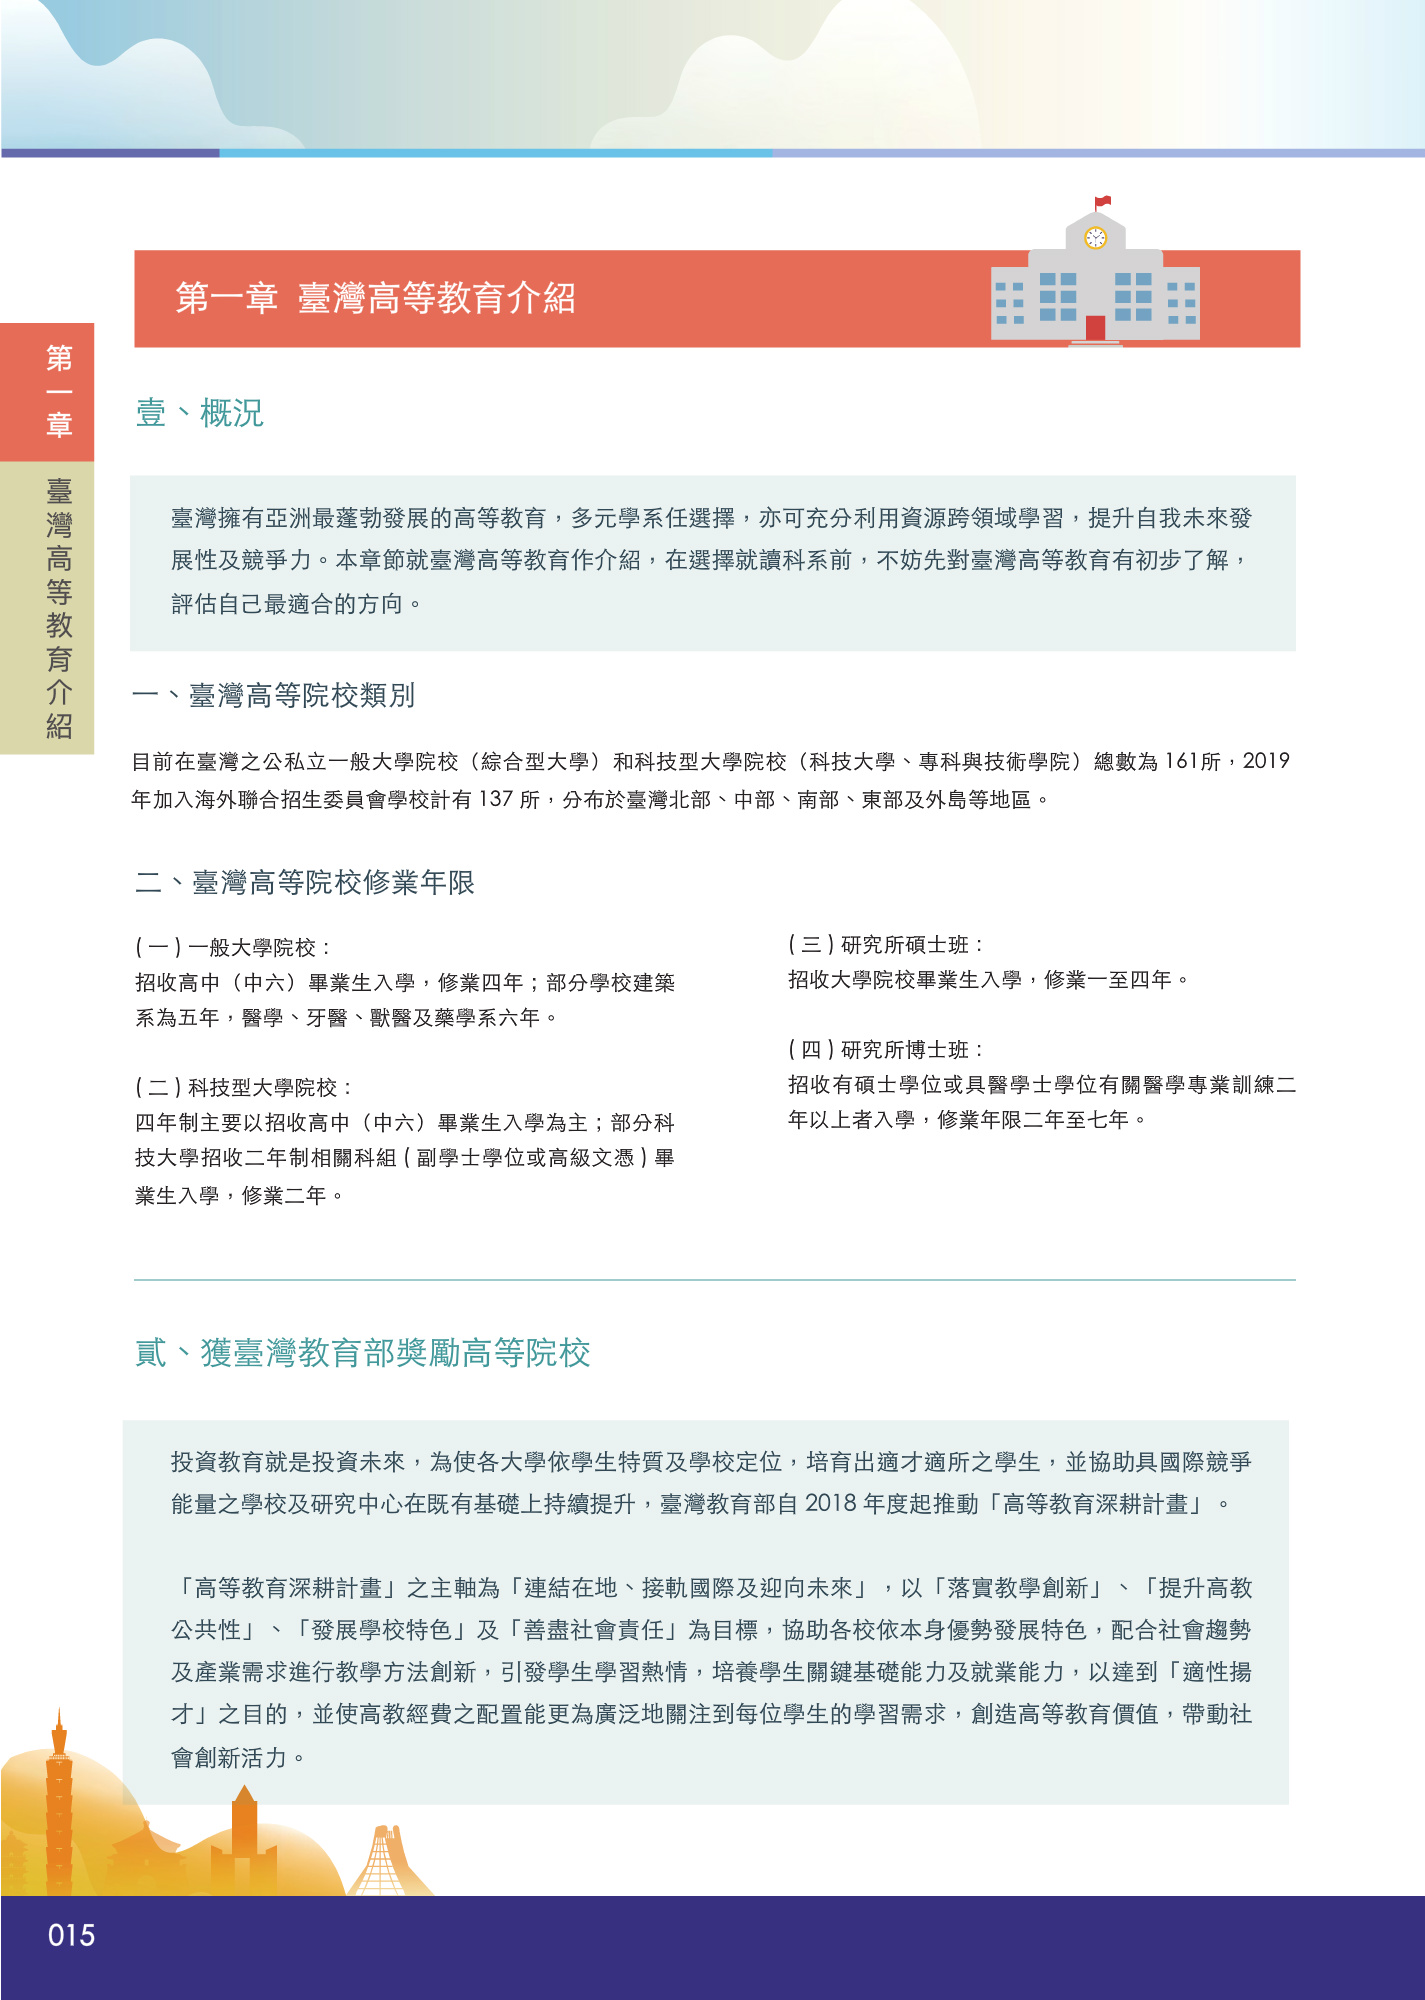 第一章 臺灣高等教育介紹
第一章
臺灣高等教育介紹
壹、概況
臺灣擁有亞洲最蓬勃發展的高等教育，多元學系任選擇，亦可充分利用資源跨領域學習，提升自我未來發
展性及競爭力。本章節就臺灣高等教育作介紹，在選擇就讀科系前，不妨先對臺灣高等教育有初步了解，
評估自己最適合的方向。
一、臺灣高等院校類別
目前在臺灣之公私立一般大學院校（綜合型大學）和科技型大學院校（科技大學、專科與技術學院）總數為 161所，2019
年加入海外聯合招生委員會學校計有 137 所，分布於臺灣北部、中部、南部、東部及外島等地區。
二、臺灣高等院校修業年限
( 一 ) 一般大學院校：
招收高中（中六）畢業生入學，修業四年；部分學校建築
系為五年，醫學、牙醫、獸醫及藥學系六年。
( 二 ) 科技型大學院校：
四年制主要以招收高中（中六）畢業生入學為主；部分科
技大學招收二年制相關科組 ( 副學士學位或高級文憑 ) 畢
業生入學，修業二年。
( 三 ) 研究所碩士班：
招收大學院校畢業生入學，修業一至四年。
( 四 ) 研究所博士班：
招收有碩士學位或具醫學士學位有關醫學專業訓練二
年以上者入學，修業年限二年至七年。
貳、獲臺灣教育部獎勵高等院校
投資教育就是投資未來，為使各大學依學生特質及學校定位，培育出適才適所之學生，並協助具國際競爭
能量之學校及研究中心在既有基礎上持續提升，臺灣教育部自 2018 年度起推動「高等教育深耕計畫」。
「高等教育深耕計畫」之主軸為「連結在地、接軌國際及迎向未來」，以「落實教學創新」、「提升高教
公共性」、「發展學校特色」及「善盡社會責任」為目標，協助各校依本身優勢發展特色，配合社會趨勢
及產業需求進行教學方法創新，引發學生學習熱情，培養學生關鍵基礎能力及就業能力，以達到「適性揚
才」之目的，並使高教經費之配置能更為廣泛地關注到每位學生的學習需求，創造高等教育價值，帶動社
會創新活力。
015